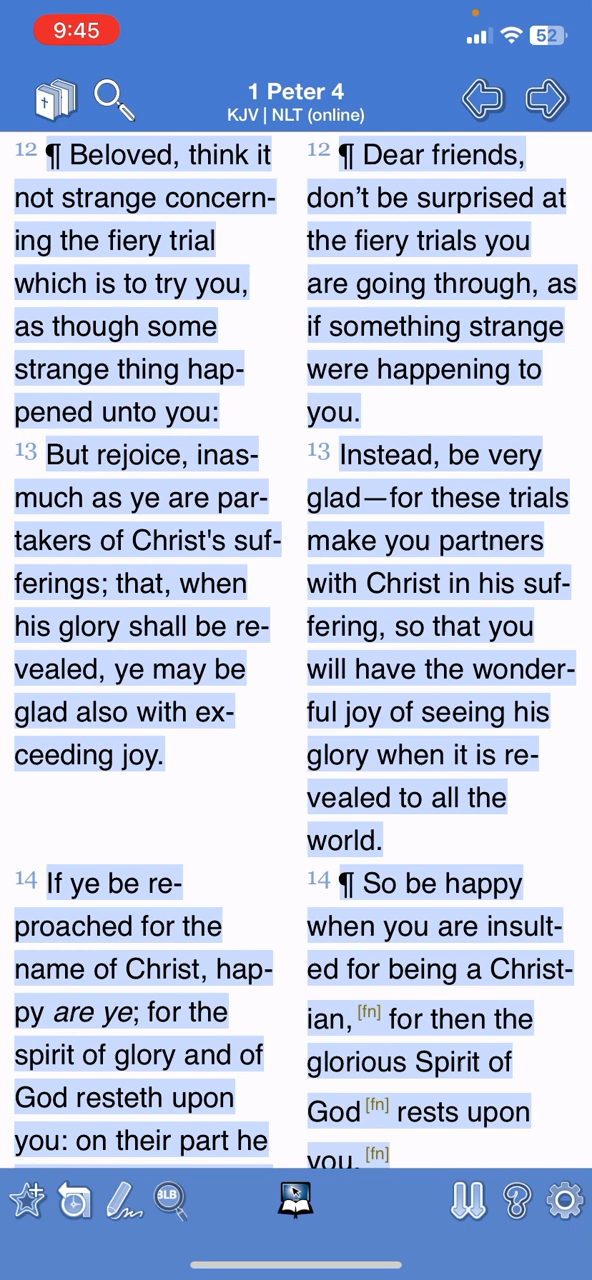 9:45
52
1 Peter 4
KJV | NLT (online)
12 ¶ Beloved, think it
not strange concern-
ing the fiery trial
which is to try you,
as though some
strange thing hap-
pened unto you:
13 But rejoice, inas-
much as ye are par-
takers of Christ's suf-
ferings; that, when
his glory shall be re-
vealed, ye may be
glad also with ex-
ceeding joy.
14 If ye be re-
proached for the
name of Christ, hap-
py are ye; for the
spirit of glory and of
God resteth upon
you: on their part he
12 ¶ Dear friends,
don’t be surprised at
the fiery trials you
are going through, as
if something strange
were happening to
you.
13 Instead, be very
glad—for these trials
make you partners
with Christ in his suf-
fering, so that you
will have the wonder-
ful joy of seeing his
glory when it is re-
vealed to all the
world.
14 ¶ So be happy
when you are insult-
ed for being a Christ-
ian, [fn] for then the
glorious Spirit of
God [fn] rests upon
you. [fn]
BLB